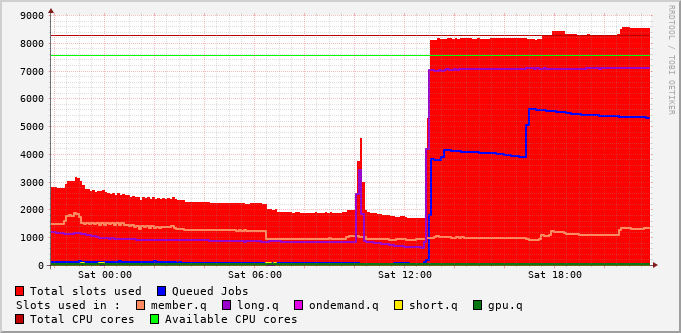 RRDTOOL / TOBI OETIKER
9000
8000
7000
6000
5000
4000
3000
2000
1000
0
Sat 00:00 Sat 06:00 Sat 12:00 Sat 18:00
Total slots used Queued Jobs
Slots used in : member.q long.q ondemand.q short.q gpu.q
Total CPU cores Available CPU cores